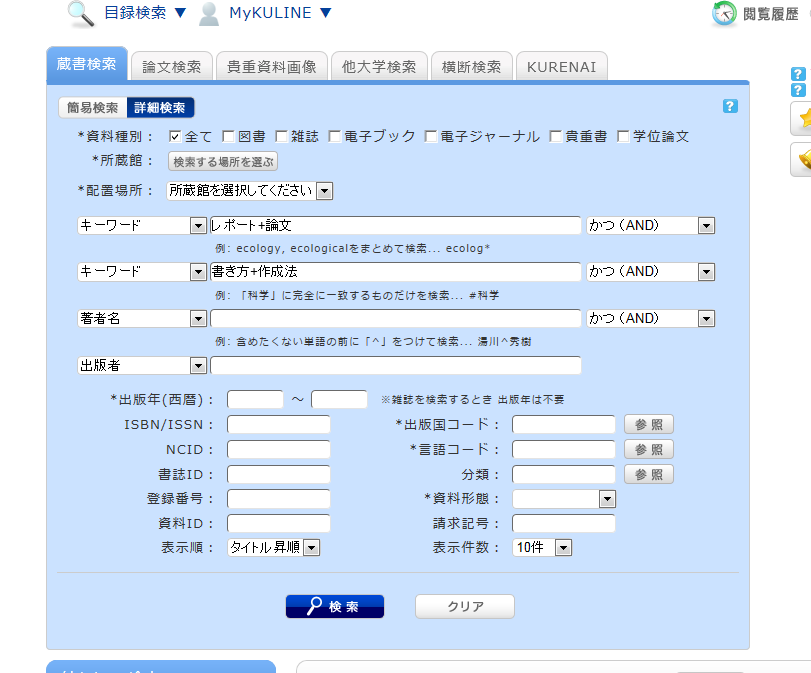 目録検索 ▼ MyKULINE ▼ 閲覧履歴
蔵書検索 論文検索 貴重資料画像 他大学検索 横断検索 KURENAI
簡易検索 詳細検索 ?
*資料種別： 全て 図書 雑誌 電子ブック 電子ジャーナル 貴重書 学位論文
*所蔵館： 検索する場所を選ぶ
*配置場所： 所蔵館を選択してください
キーワード レポート+論文 かつ（AND）
例: ecology, ecologicalをまとめて検索... ecolog*
キーワード 書き方+作成法 かつ（AND）
例: 「科学」に完全に一致するものだけを検索... #科学
著者名 かつ（AND）
例: 含めたくない単語の前に「^」をつけて検索... 湯川^秀樹
出版者
*出版年(西暦)： ～ ※雑誌を検索するとき 出版年は不要
ISBN/ISSN： *出版国コード： 参照
NCID： *言語コード： 参照
書誌ID： 分類： 参照
登録番号： *資料形態：
資料ID： 請求記号：
表示順： タイトル昇順 表示件数： 10件
検索 クリア